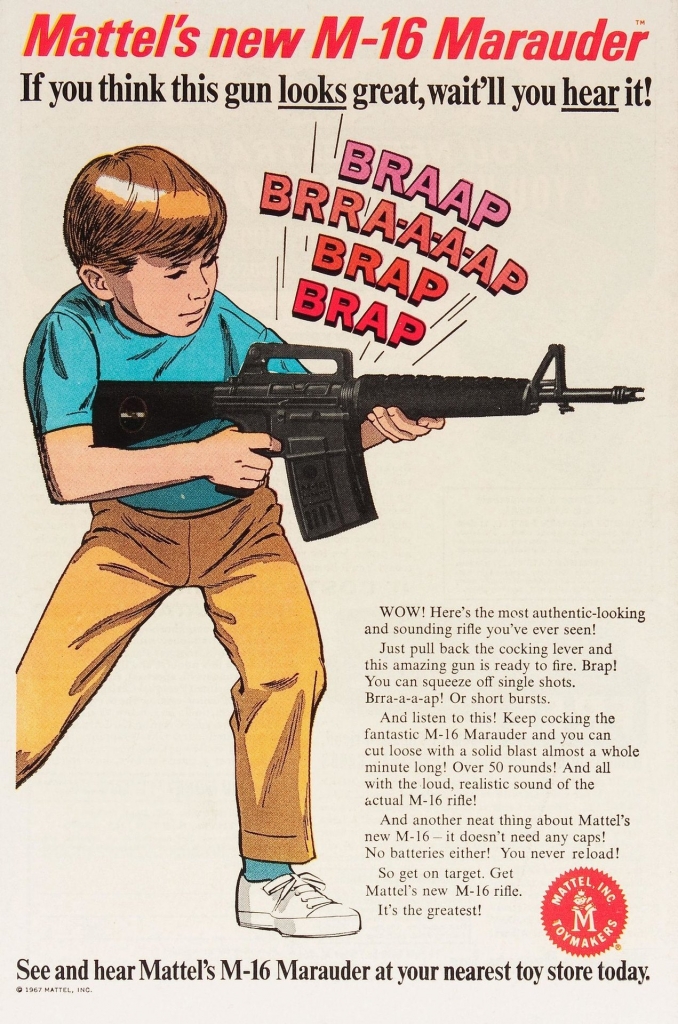 Mattel's new M-16 Marauder™
If you think this gun looks great, wait'll you hear it!
BRAAP
BRRA-A-A-AP
BRAP
BRAP
WOW! Here's the most authentic-looking
and sounding rifle you've ever seen!
Just pull back the cocking lever and
this amazing gun is ready to fire. Brap!
You can squeeze off single shots.
Brra-a-a-ap! Or short bursts.
And listen to this! Keep cocking the
fantastic M-16 Marauder and you can
cut loose with a solid blast almost a whole
minute long! Over 50 rounds! And all
with the loud, realistic sound of the
actual M-16 rifle!
And another neat thing about Mattel's
new M-16 – it doesn't need any caps!
No batteries either! You never reload!
So get on target. Get
Mattel's new M-16 rifle.
It's the greatest!
MATTEL, INC.
M
TOYMAKERS
®
See and hear Mattel's M-16 Marauder at your nearest toy store today.
© 1967 MATTEL, INC.